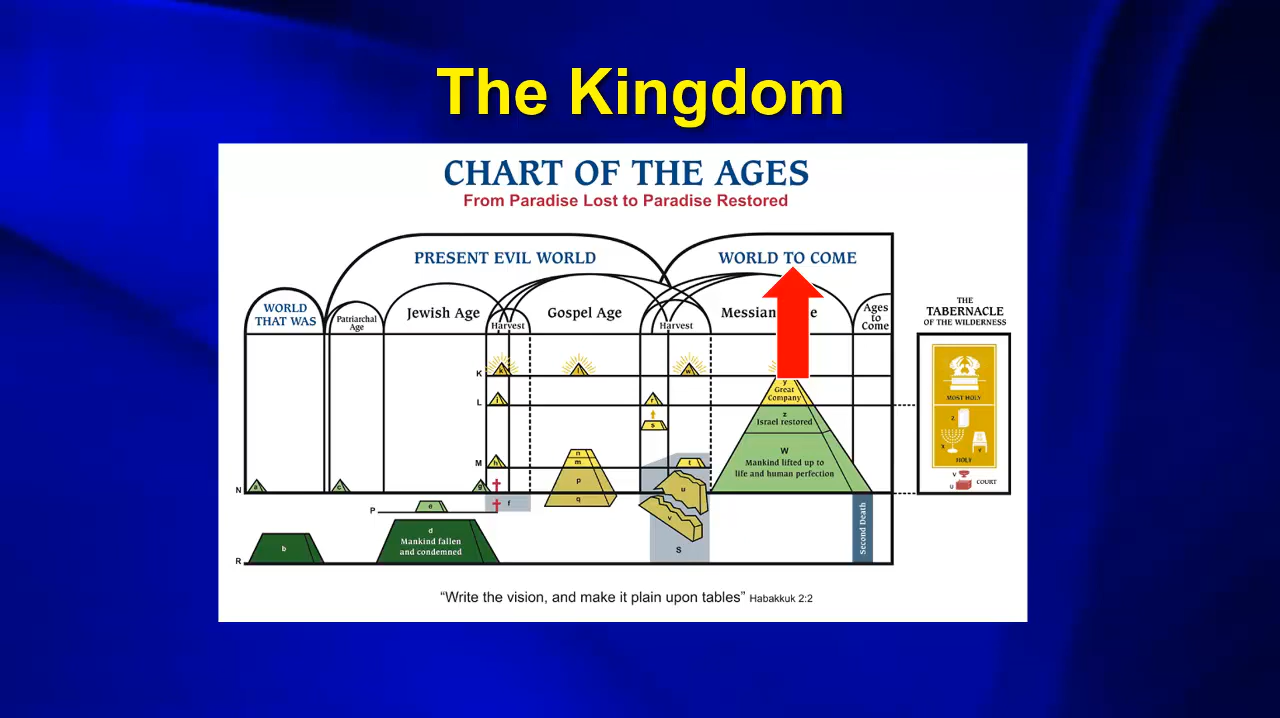 The Kingdom
CHART OF THE AGES
From Paradise Lost to Paradise Restored
PRESENT EVIL WORLD
WORLD TO COME
WORLD
THAT WAS
Patriarchal
Age
Jewish Age
Harvest
Gospel Age
Harvest
Messian
e
Ages
to
Come
THE
TABERNACLE
OF THE WILDERNESS
K
L
M
N
P
R
a
b
c
d
Mankind fallen
and condemned
e
f
g
h
i
k
l
n
m
p
q
r
s
t
u
v
S
w
y
Great
Company
z
Israel restored
W
Mankind lifted up to
life and human perfection
Second Death
MOST HOLY
Z
X
Y
HOLY
V
U
COURT
“Write the vision, and make it plain upon tables” Habakkuk 2:2